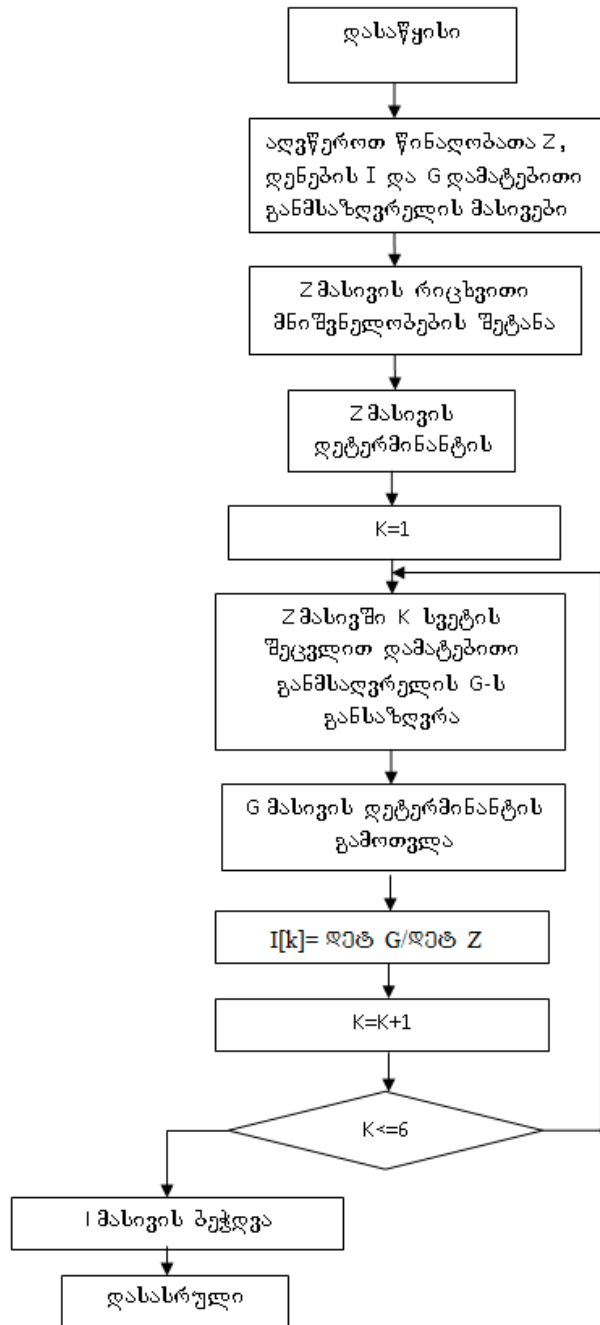 დასაწყისი
აღვწეროთ წინაღობათა Z,
დენების I და G დამატებითი
განმსაზღვრელის მასივები
Z მასივის რიცხვითი
მნიშვნელობების შეტანა
Z მასივის
დეტერმინანტის
K=1
Z მასივში K სვეტის
შეცვლით დამატებითი
განმსაღვრელის G-ს
განსაზღვრა
G მასივის დეტერმინანტის
გამოთვლა
I[k]= დეტ G/დეტ Z
K=K+1
K<=6
I მასივის ბეჭდვა
დასასრული